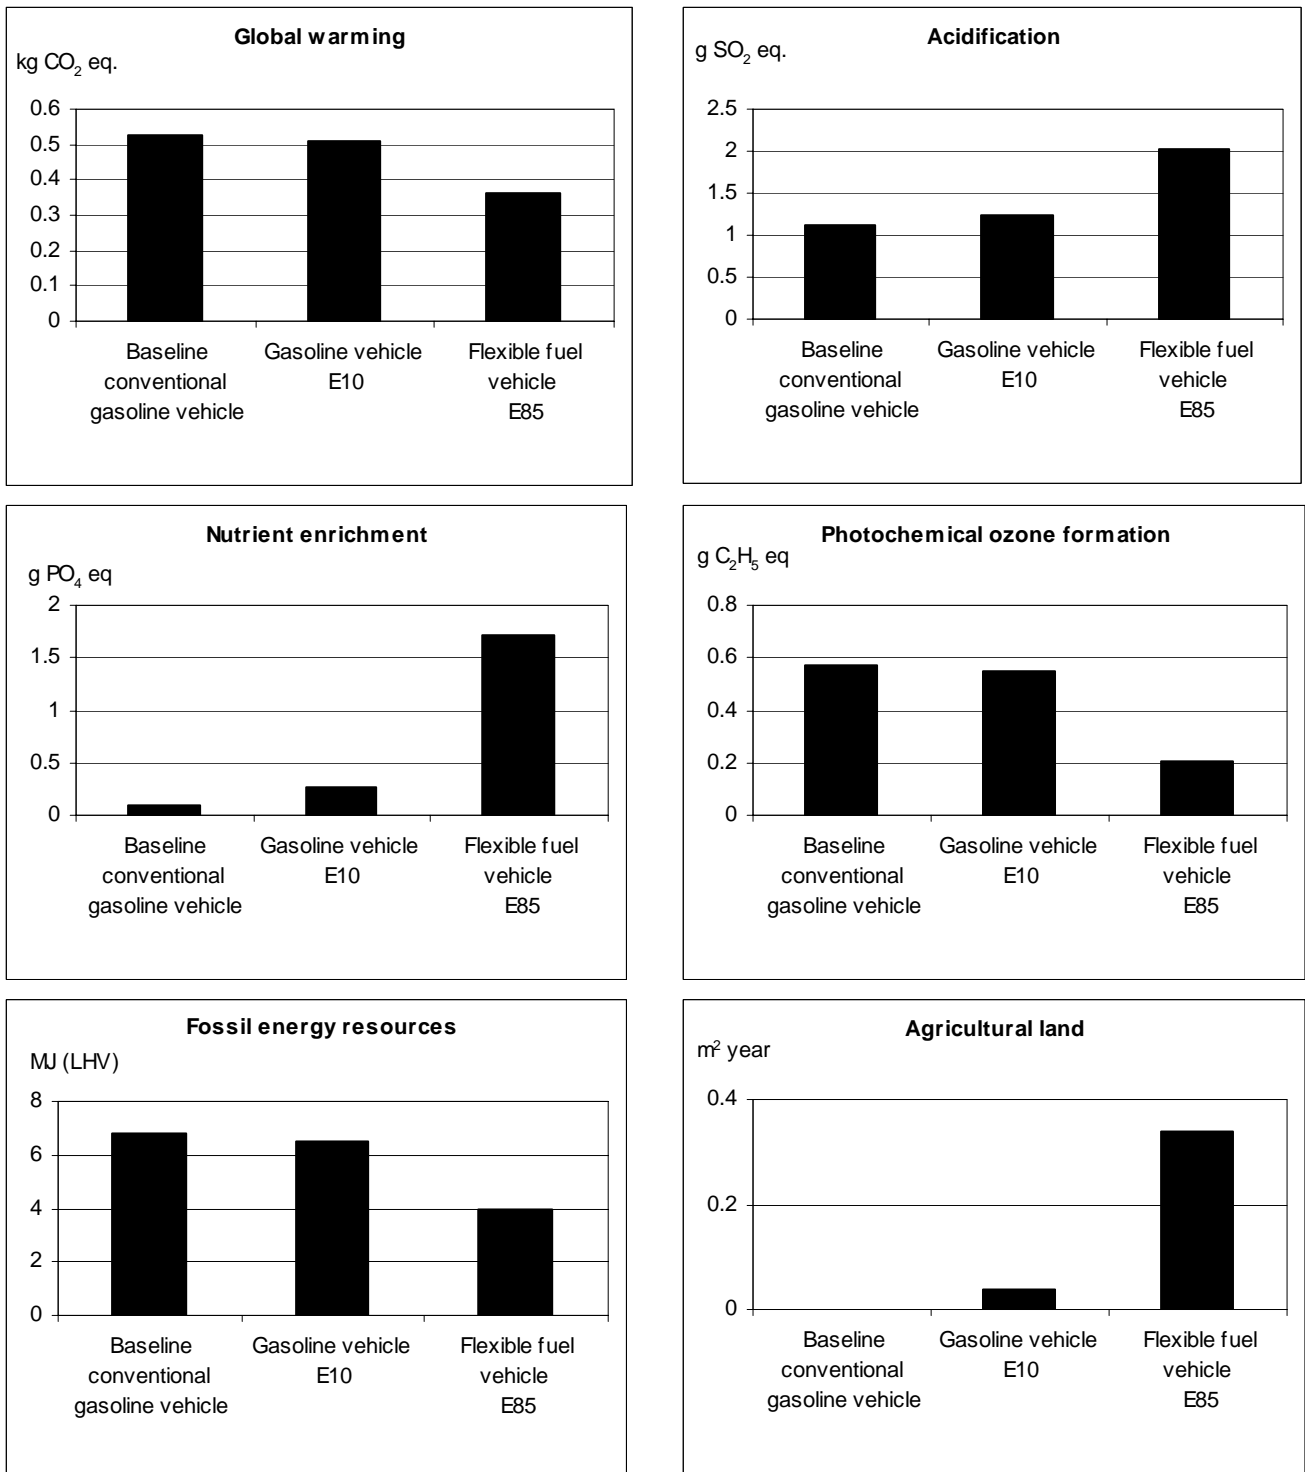 Global warming
kg CO₂ eq.
0.6
0.5
0.4
0.3
0.2
0.1
0
Baseline
conventional
gasoline vehicle
Gasoline vehicle
E10
Flexible fuel
vehicle
E85
Acidification
g SO₂ eq.
2.5
2
1.5
1
0.5
0
Baseline
conventional
gasoline vehicle
Gasoline vehicle
E10
Flexible fuel
vehicle
E85
Nutrient enrichment
g PO₄ eq
2
1.5
1
0.5
0
Baseline
conventional
gasoline vehicle
Gasoline vehicle
E10
Flexible fuel
vehicle
E85
Photochemical ozone formation
g C₂H₅ eq
0.8
0.6
0.4
0.2
0
Baseline
conventional
gasoline vehicle
Gasoline vehicle
E10
Flexible fuel
vehicle
E85
Fossil energy resources
MJ (LHV)
8
6
4
2
0
Baseline
conventional
gasoline vehicle
Gasoline vehicle
E10
Flexible fuel
vehicle
E85
Agricultural land
m² year
0.4
0.2
0
Baseline
conventional
gasoline vehicle
Gasoline vehicle
E10
Flexible fuel
vehicle
E85